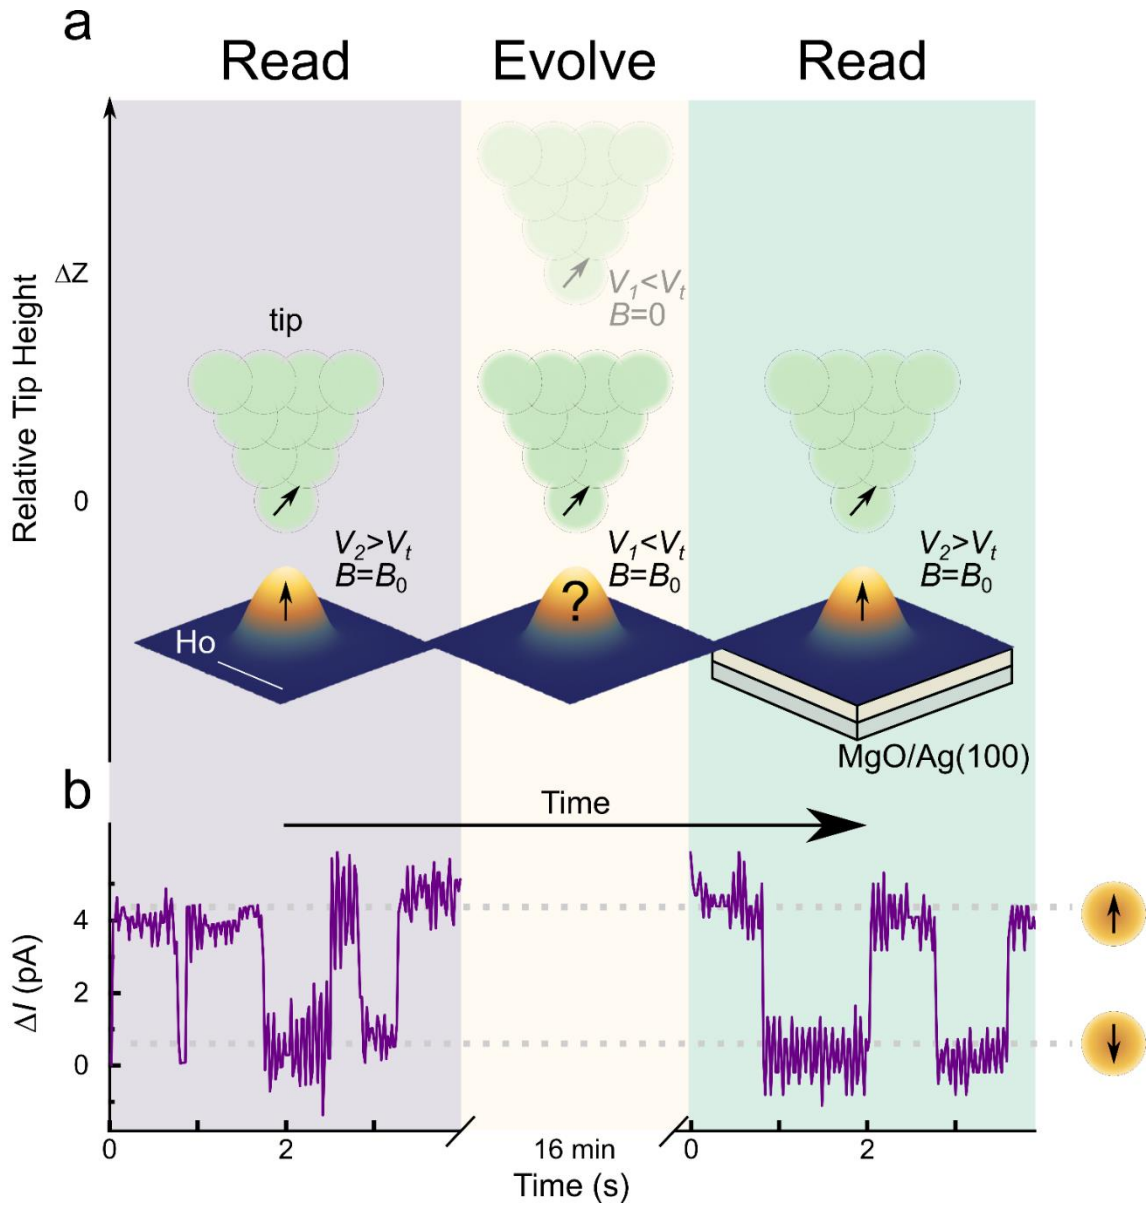 a
Read Evolve Read
Relative Tip Height
ΔZ
0
V₁<Vₜ
B=0
tip
V₂>Vₜ
B=B₀
V₁<Vₜ
B=B₀
V₂>Vₜ
B=B₀
?
Ho
MgO/Ag(100)
b
Time
ΔI (pA)
4
2
0
0 2 16 min 0 2
Time (s)